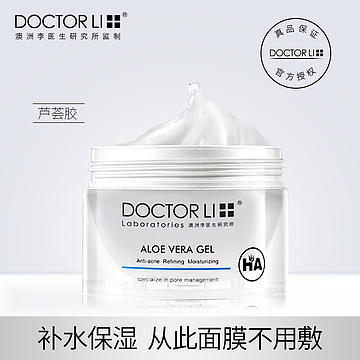 DOCTOR LI®
澳洲李医生研究所监制
真品保证
DOCTOR LI
官方授权
芦荟胶
DOCTOR LI®
Laboratories 澳洲李医生研究所
ALOE VERA GEL
Anti-acne Refining Moisturizing
specialize in pore management
HA
补水保湿 从此面膜不用敷